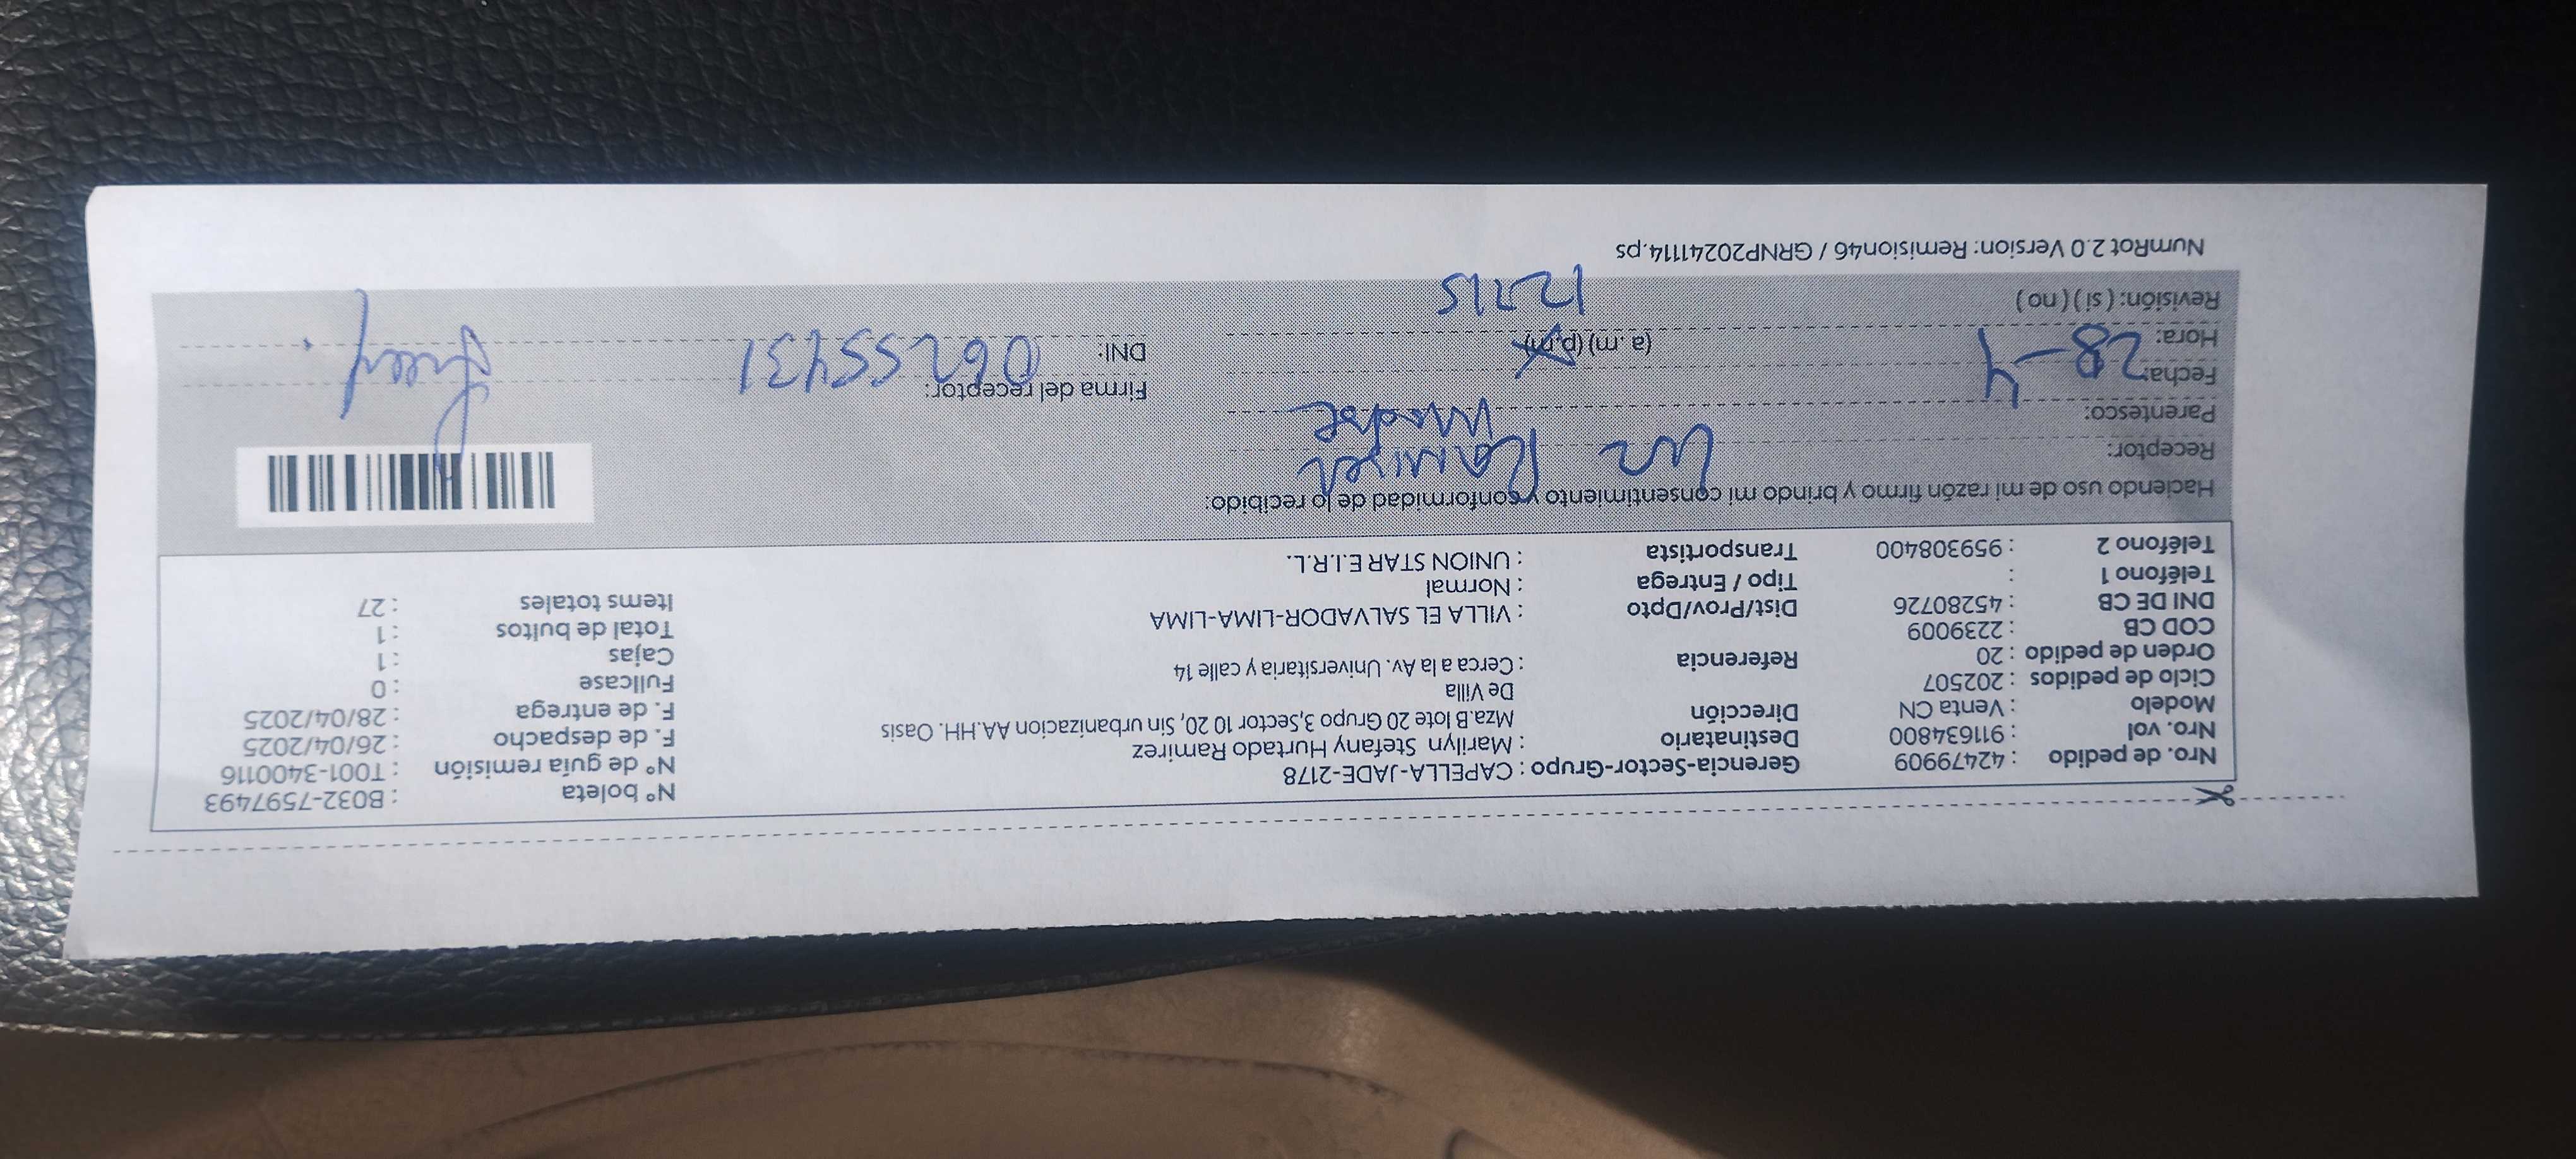 Nro. de pedido : 42479909
Nro. vol : 911634800
Modelo : Venta CN
Ciclo de pedidos : 202507
Orden de pedido : 20
COD CB : 2239009
DNI DE CB : 45280726
Teléfono 1 :
Teléfono 2 : 959308400
Gerencia-Sector-Grupo : CAPELLA-JADE-2178
Destinatario : Marilyn Stefany Hurtado Ramirez
Dirección Mza.B lote 20 Grupo 3,Sector 10 20, Sin urbanizacion AA.HH. Oasis
De Villa
Referencia : Cerca a la Av. Universitaria y calle 14
Dist/Prov/Dpto : VILLA EL SALVADOR-LIMA-LIMA
Tipo / Entrega : Normal
Transportista : UNION STAR E.I.R.L.
N° boleta : B032-7597493
N° de guía remisión : T001-3400116
F. de despacho : 26/04/2025
F. de entrega : 28/04/2025
Fullcase : 0
Cajas : 1
Total de bultos : 1
Items totales : 27
Haciendo uso de mi razón firmo y brindo mi consentimiento y conformidad de lo recibido:
Receptor: Luz Ramirez
Parentesco: Madre
Fecha: 28-4
Hora: (a .m) (p.m)
12:15
Revisión: ( si ) ( no )
Firma del receptor:
DNI: 06255431
NumRot 2.0 Version: Remision46 / GRNP20241114.ps